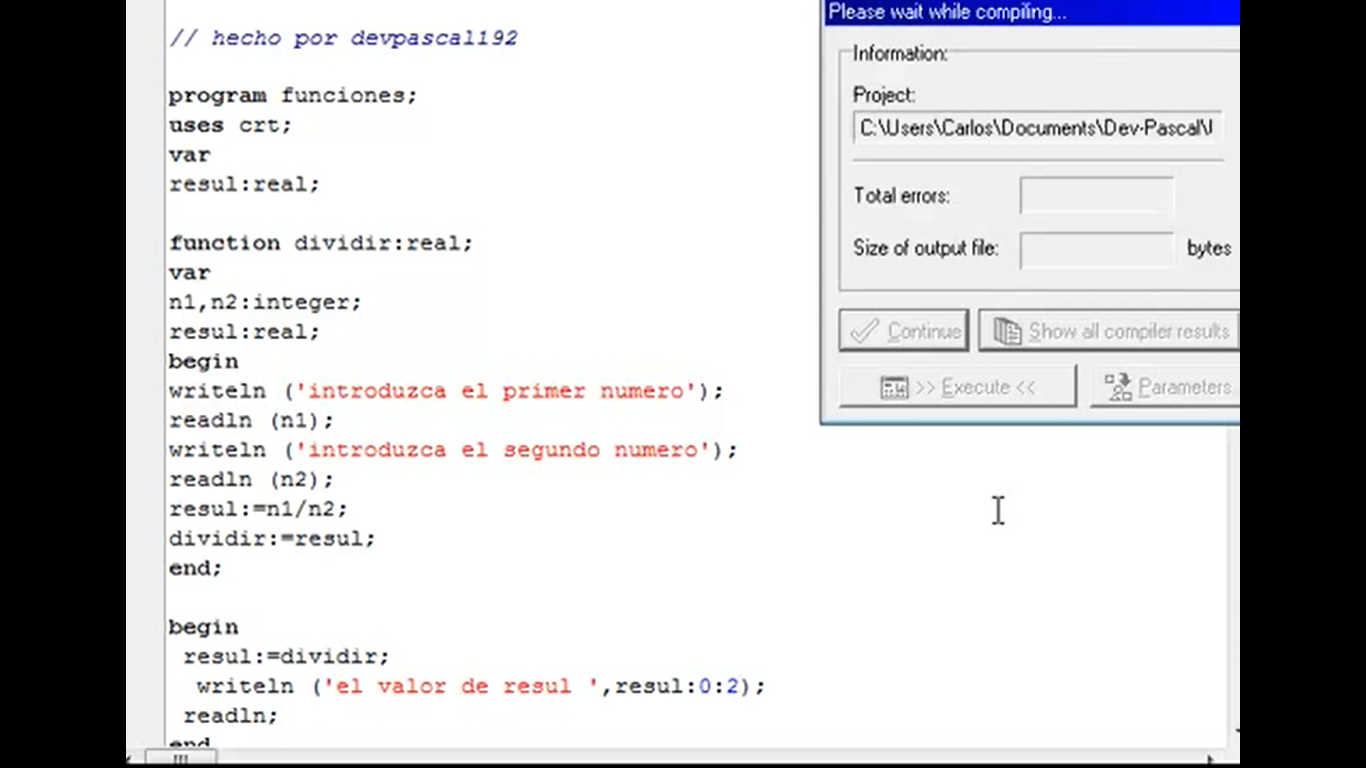 // hecho por devpascal192
program funciones;
uses crt;
var
resul:real;
function dividir:real;
var
n1,n2:integer;
resul:real;
begin
writeln ('introduzca el primer numero');
readln (n1);
writeln ('introduzca el segundo numero');
readln (n2);
resul:=n1/n2;
dividir:=resul;
end;
begin
resul:=dividir;
writeln ('el valor de resul ',resul:0:2);
readln;
end
Please wait while compiling...
Information:
Project:
C:\Users\Carlos\Documents\Dev-Pascal\
Total errors:
Size of output file:
bytes
Continue
Show all compiler results
>> Execute <<
Parameters